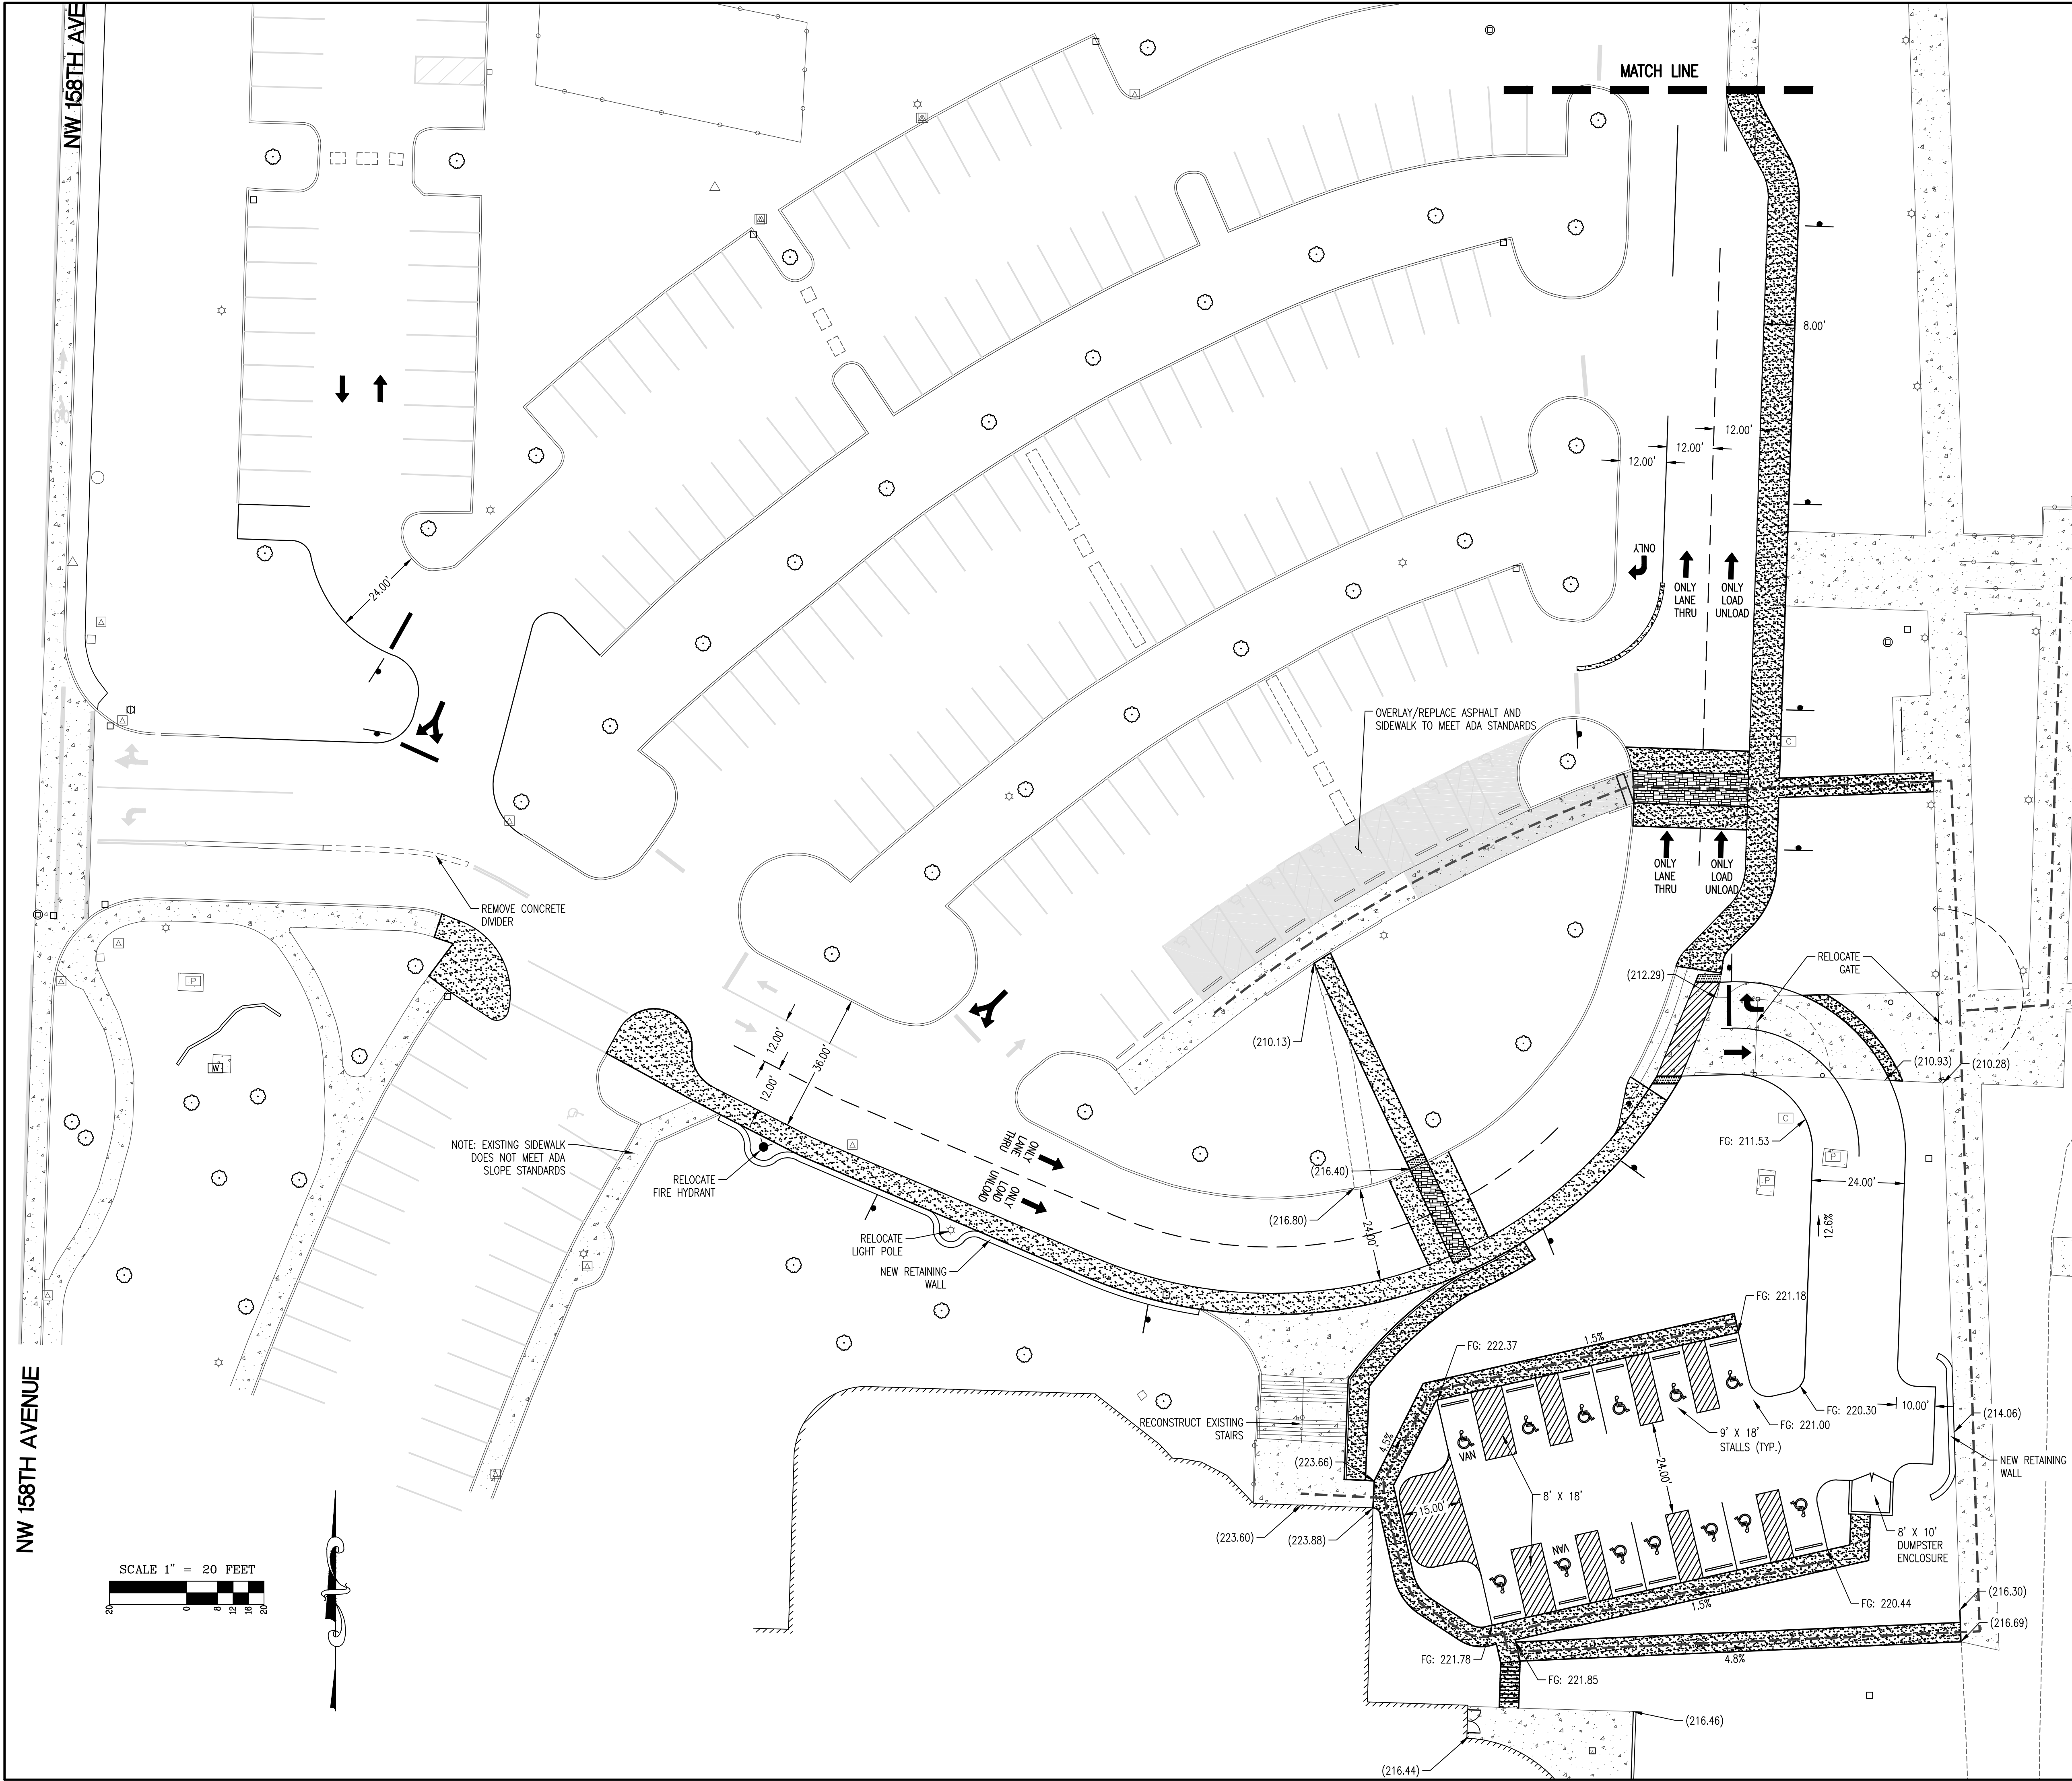 NW 158TH AVE
MATCH LINE
8.00'
12.00'
12.00'
12.00'
24.00'
ONLY
ONLY
LANE
THRU
ONLY
LOAD
UNLOAD
OVERLAY/REPLACE ASPHALT AND
SIDEWALK TO MEET ADA STANDARDS
C
ONLY
LANE
THRU
ONLY
LOAD
UNLOAD
REMOVE CONCRETE
DIVIDER
P
W
(212.29)
RELOCATE
GATE
(210.13)
(210.93)
(210.28)
12.00'
36.00'
12.00'
NOTE: EXISTING SIDEWALK
DOES NOT MEET ADA
SLOPE STANDARDS
RELOCATE
FIRE HYDRANT
ONLY
LANE
THRU
ONLY
LOAD
UNLOAD
C
FG: 211.53
P
P
24.00'
12.6%
(216.40)
(216.80)
24.00'
RELOCATE
LIGHT POLE
NEW RETAINING
WALL
FG: 221.18
1.5%
FG: 222.37
NW 158TH AVENUE
RECONSTRUCT EXISTING
STAIRS
4.5%
VAN
FG: 220.30
10.00'
FG: 221.00
9' X 18'
STALLS (TYP.)
(214.06)
NEW RETAINING
WALL
(223.66)
24.00'
8' X 18'
15.00'
(223.60)
(223.88)
VAN
8' X 10'
DUMPSTER
ENCLOSURE
SCALE 1" = 20 FEET
20
0
8
12
16
20
1.5%
FG: 220.44
(216.30)
(216.69)
FG: 221.78
4.8%
FG: 221.85
(216.46)
(216.44)